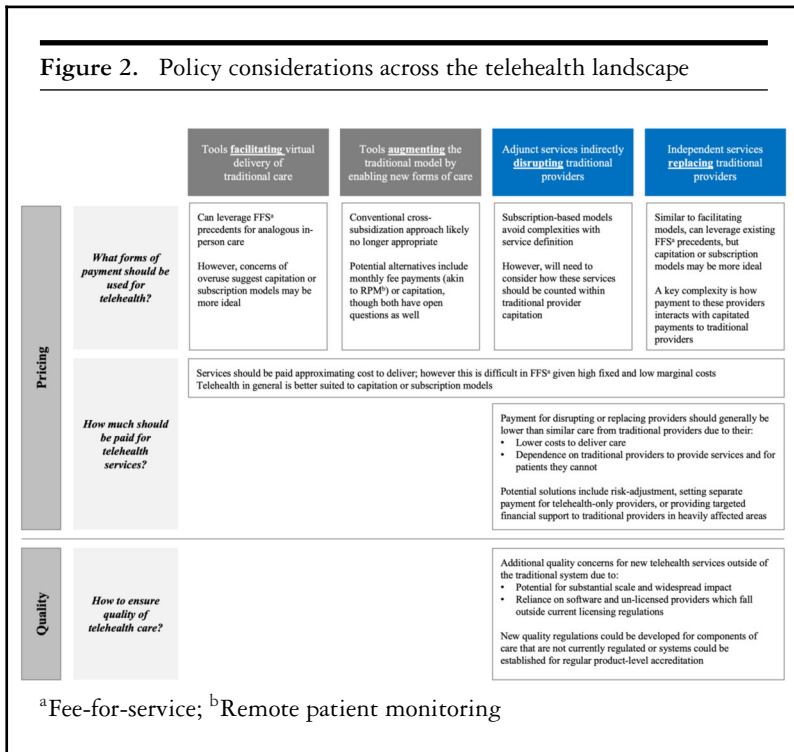 Figure 2. Policy considerations across the telehealth landscape
Tools facilitating virtual
delivery of
traditional care
Tools augmenting the
traditional model by
enabling new forms of care
Adjunct services indirectly
disrupting traditional
providers
Independent services
replacing traditional
providers
Pricing
What forms of
payment should be
used for
telehealth?
Can leverage FFSᵃ
precedents for analogous in-
person care
However, concerns of
overuse suggest capitation or
subscription models may be
more ideal
Conventional cross-
subsidization approach likely
no longer appropriate
Potential alternatives include
monthly fee payments (akin
to RPMᵇ) or capitation,
though both have open
questions as well
Subscription-based models
avoid complexities with
service definition
However, will need to
consider how these services
should be counted within
traditional provider
capitation
Similar to facilitating
models, can leverage existing
FFSᵃ precedents, but
capitation or subscription
models may be more ideal
A key complexity is how
payment to these providers
interacts with capitated
payments to traditional
providers
How much should
be paid for
telehealth
services?
Services should be paid approximating cost to deliver; however this is difficult in FFSᵃ given high fixed and low marginal costs
Telehealth in general is better suited to capitation or subscription models
Payment for disrupting or replacing providers should generally be
lower than similar care from traditional providers due to their:
• Lower costs to deliver care
• Dependence on traditional providers to provide services and for
patients they cannot
Potential solutions include risk-adjustment, setting separate
payment for telehealth-only providers, or providing targeted
financial support to traditional providers in heavily affected areas
Quality
How to ensure
quality of
telehealth care?
Additional quality concerns for new telehealth services outside of
the traditional system due to:
• Potential for substantial scale and widespread impact
• Reliance on software and un-licensed providers which fall
outside current licensing regulations
New quality regulations could be developed for components of
care that are not currently regulated or systems could be
established for regular product-level accreditation
ᵃFee-for-service; ᵇRemote patient monitoring